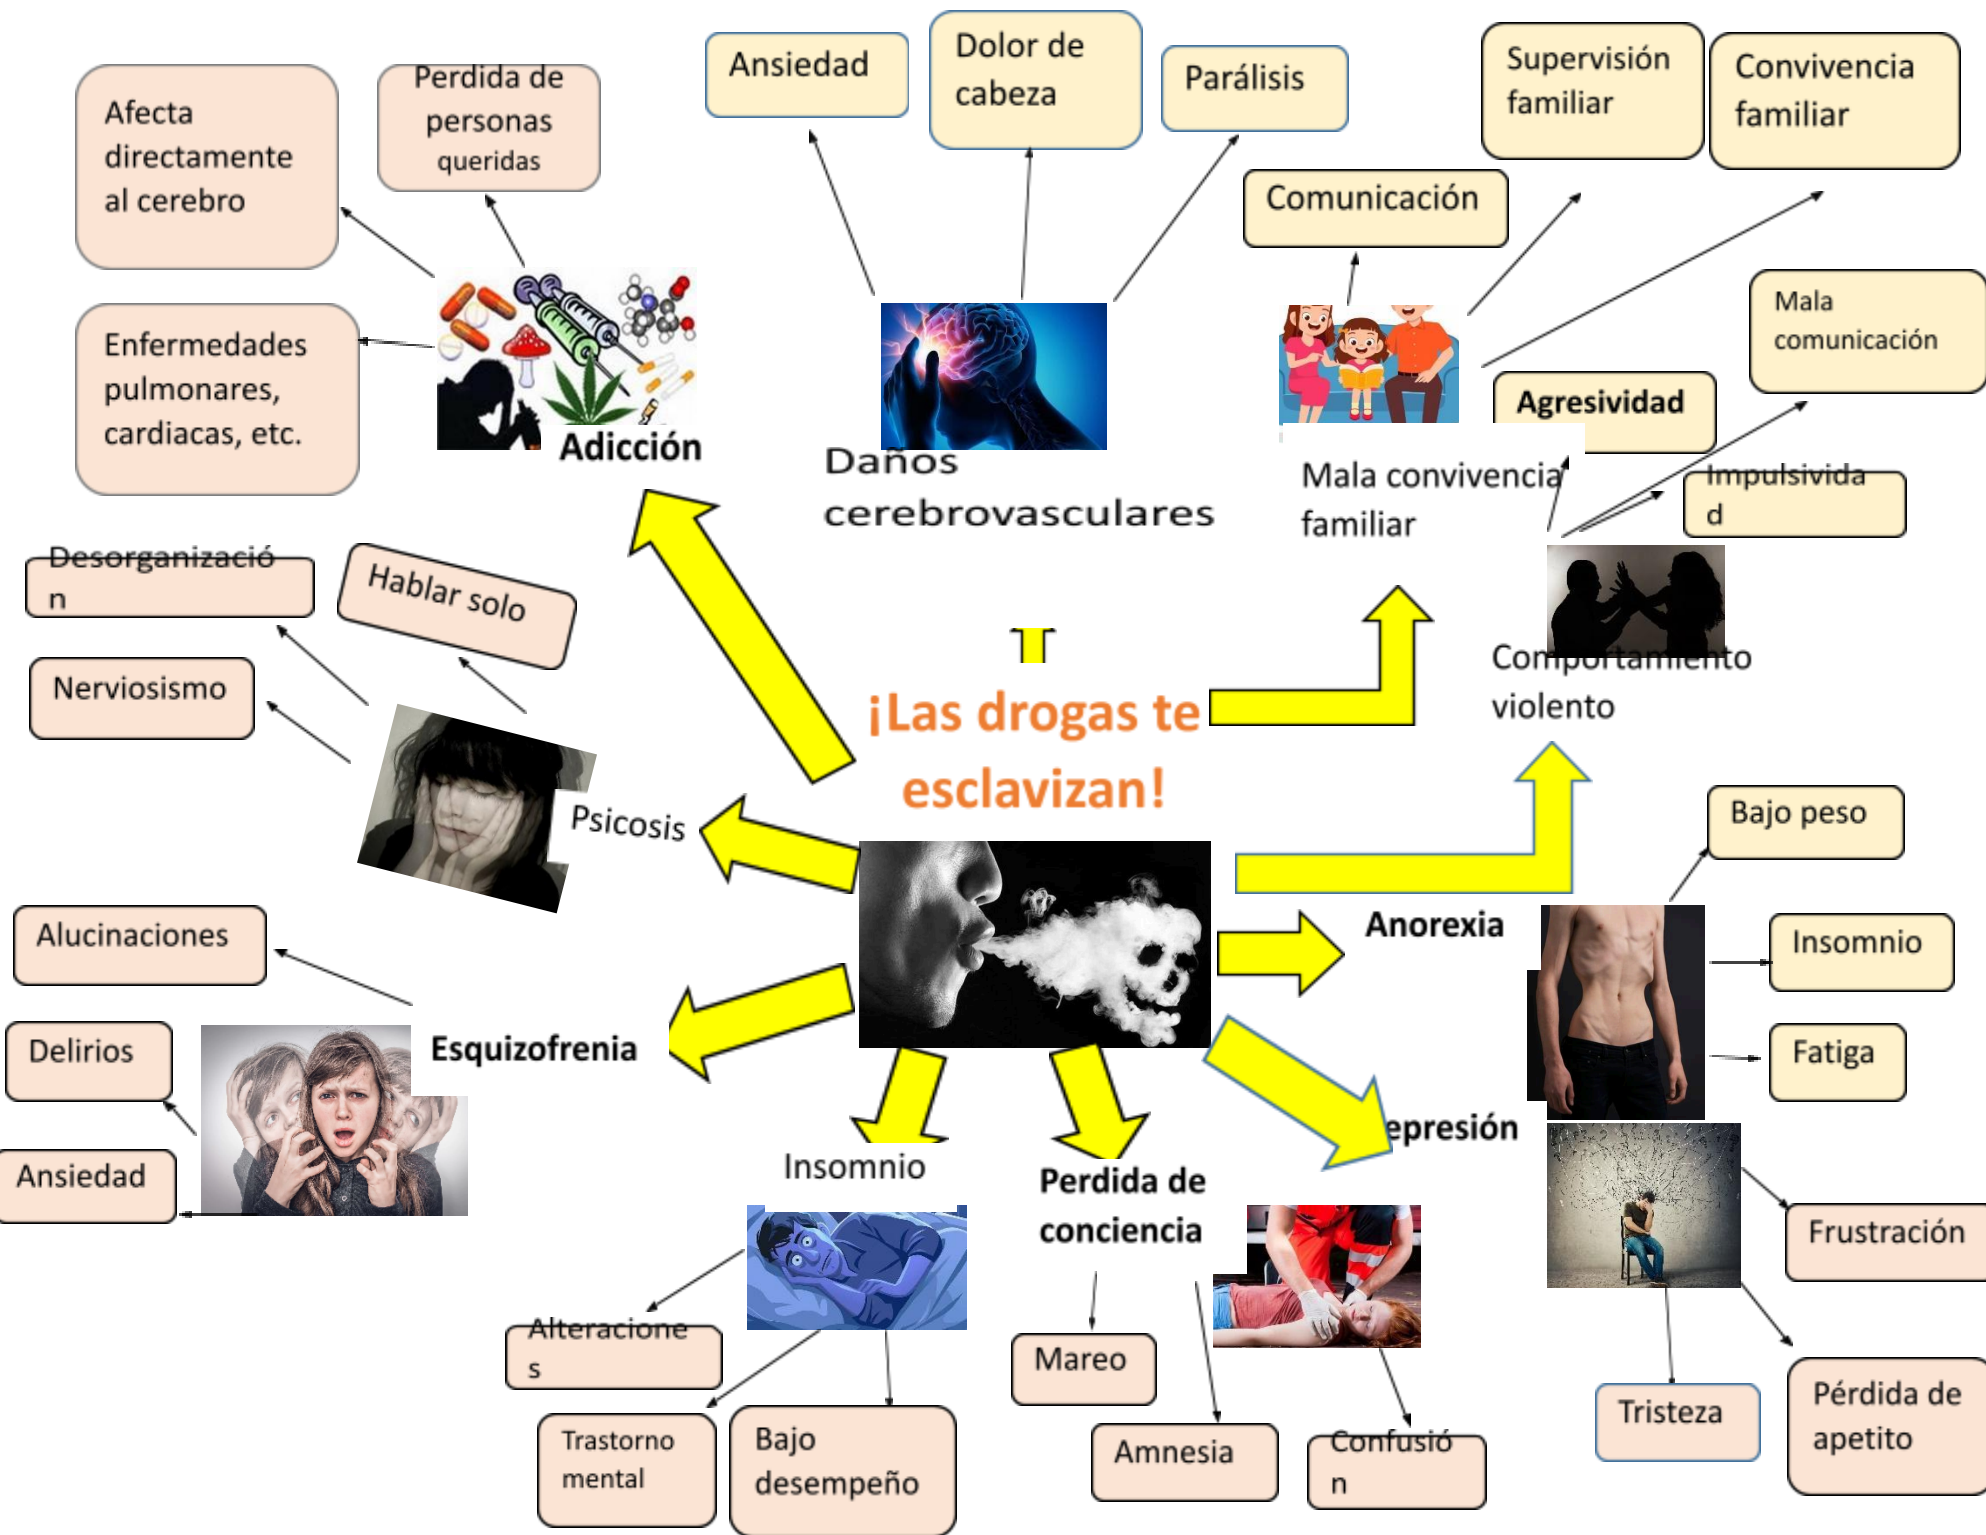 Afecta
directamente
al cerebro
Perdida de
personas
queridas
Enfermedades
pulmonares,
cardiacas, etc.
Adicción
Ansiedad
Dolor de
cabeza
Parálisis
Daños
cerebrovasculares
Comunicación
Supervisión
familiar
Convivencia
familiar
Mala convivencia
familiar
Mala
comunicación
Agresividad
Impulsivida
d
Comportamiento
violento
Desorganizació
n
Hablar solo
Nerviosismo
Psicosis
¡Las drogas te
esclavizan!
Bajo peso
Anorexia
Insomnio
Fatiga
Alucinaciones
Delirios
Esquizofrenia
Ansiedad
epresión
Frustración
Tristeza
Pérdida de
apetito
Insomnio
Alteracione
s
Trastorno
mental
Bajo
desempeño
Perdida de
conciencia
Mareo
Amnesia
Confusió
n